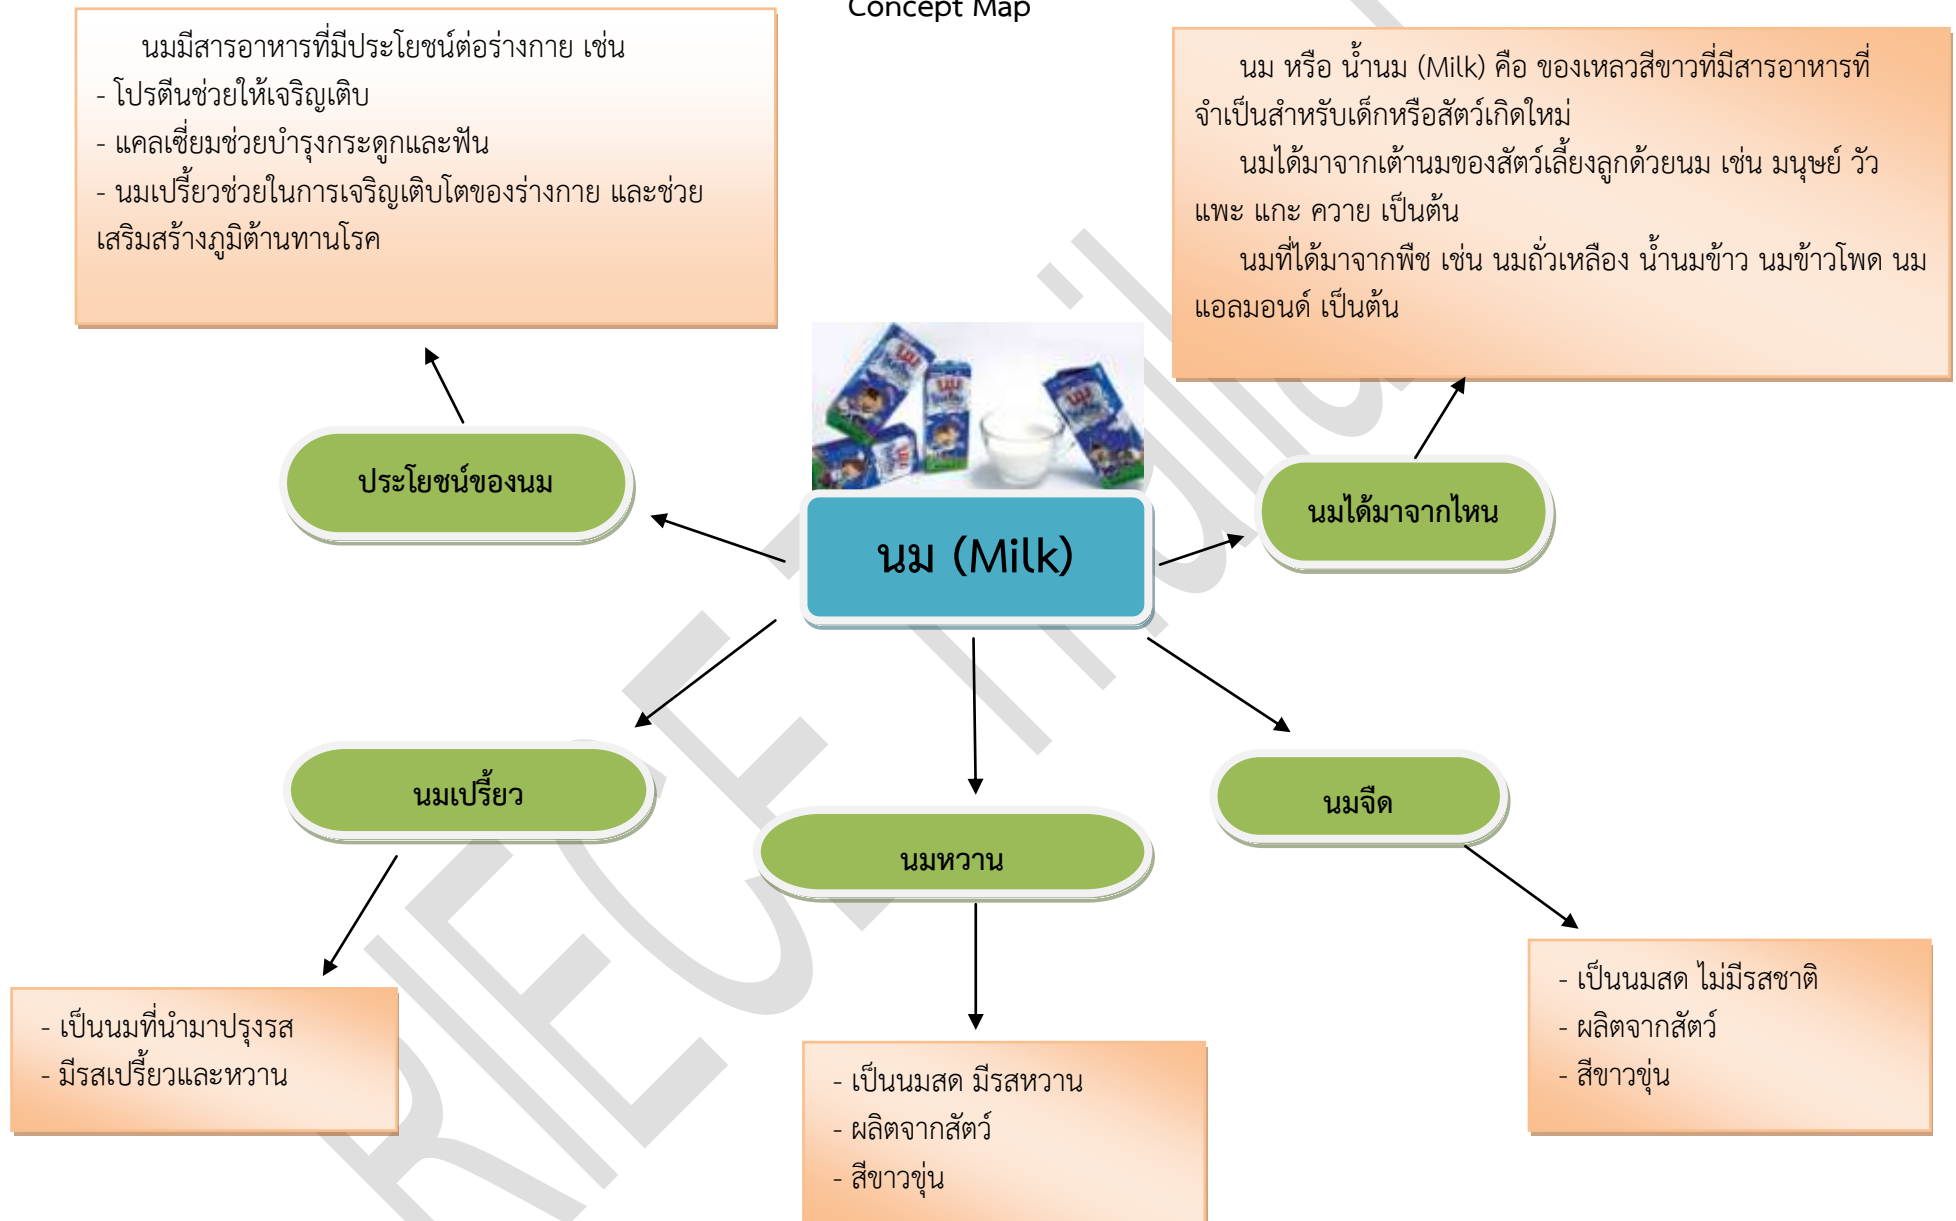 Concept Map
นมมีสารอาหารที่มีประโยชน์ต่อร่างกาย เช่น
- โปรตีนช่วยให้เจริญเติบ
- แคลเซี่ยมช่วยบำรุงกระดูกและฟัน
- นมเปรี้ยวช่วยในการเจริญเติบโตของร่างกาย และช่วย
เสริมสร้างภูมิต้านทานโรค
นม หรือ น้ำนม (Milk) คือ ของเหลวสีขาวที่มีสารอาหารที่
จำเป็นสำหรับเด็กหรือสัตว์เกิดใหม่
นมได้มาจากเต้านมของสัตว์เลี้ยงลูกด้วยนม เช่น มนุษย์ วัว
แพะ แกะ ควาย เป็นต้น
นมที่ได้มาจากพืช เช่น นมถั่วเหลือง น้ำนมข้าว นมข้าวโพด นม
แอลมอนด์ เป็นต้น
ประโยชน์ของนม
นม (Milk)
นมได้มาจากไหน
นมเปรี้ยว
นมหวาน
นมจืด
- เป็นนมที่นำมาปรุงรส
- มีรสเปรี้ยวและหวาน
- เป็นนมสด มีรสหวาน
- ผลิตจากสัตว์
- สีขาวขุ่น
- เป็นนมสด ไม่มีรสชาติ
- ผลิตจากสัตว์
- สีขาวขุ่น